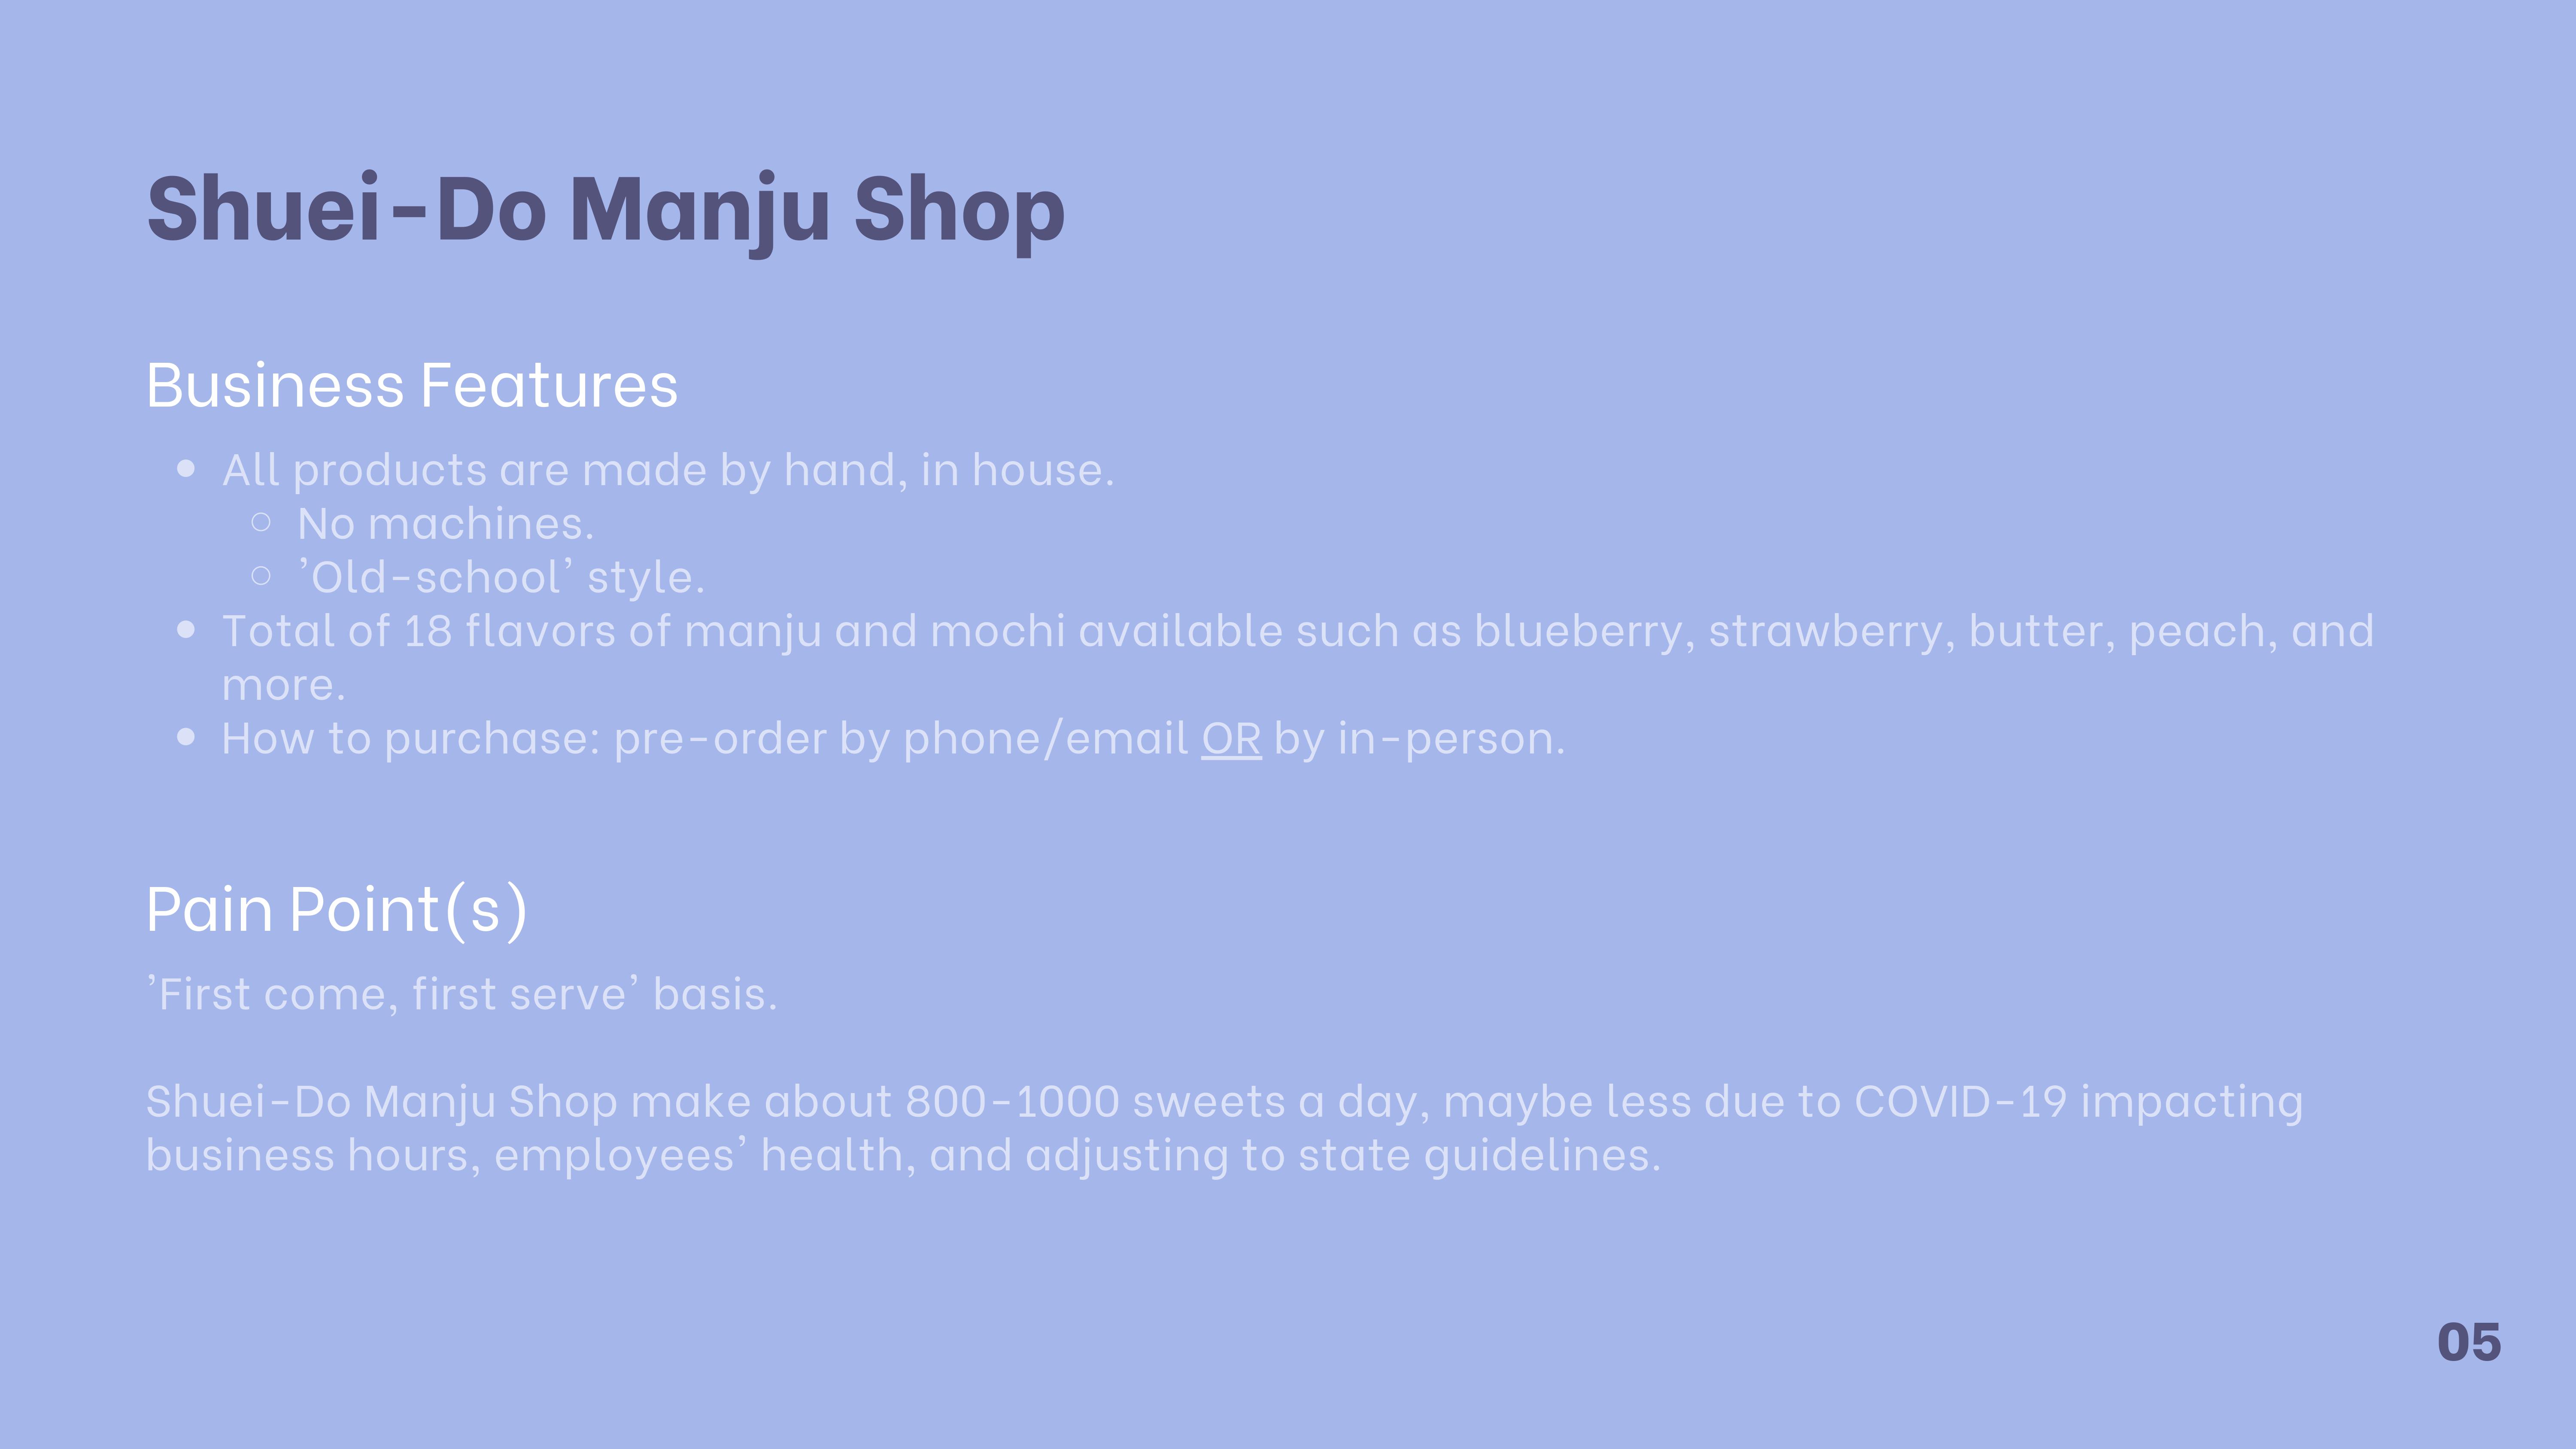 Shuei-Do Manju Shop
Business Features
• All products are made by hand, in house.
○ No machines.
○ ’Old-school’ style.
• Total of 18 flavors of manju and mochi available such as blueberry, strawberry, butter, peach, and
more.
• How to purchase: pre-order by phone/email OR by in-person.
Pain Point(s)
’First come, first serve’ basis.
Shuei-Do Manju Shop make about 800-1000 sweets a day, maybe less due to COVID-19 impacting
business hours, employees’ health, and adjusting to state guidelines.
05